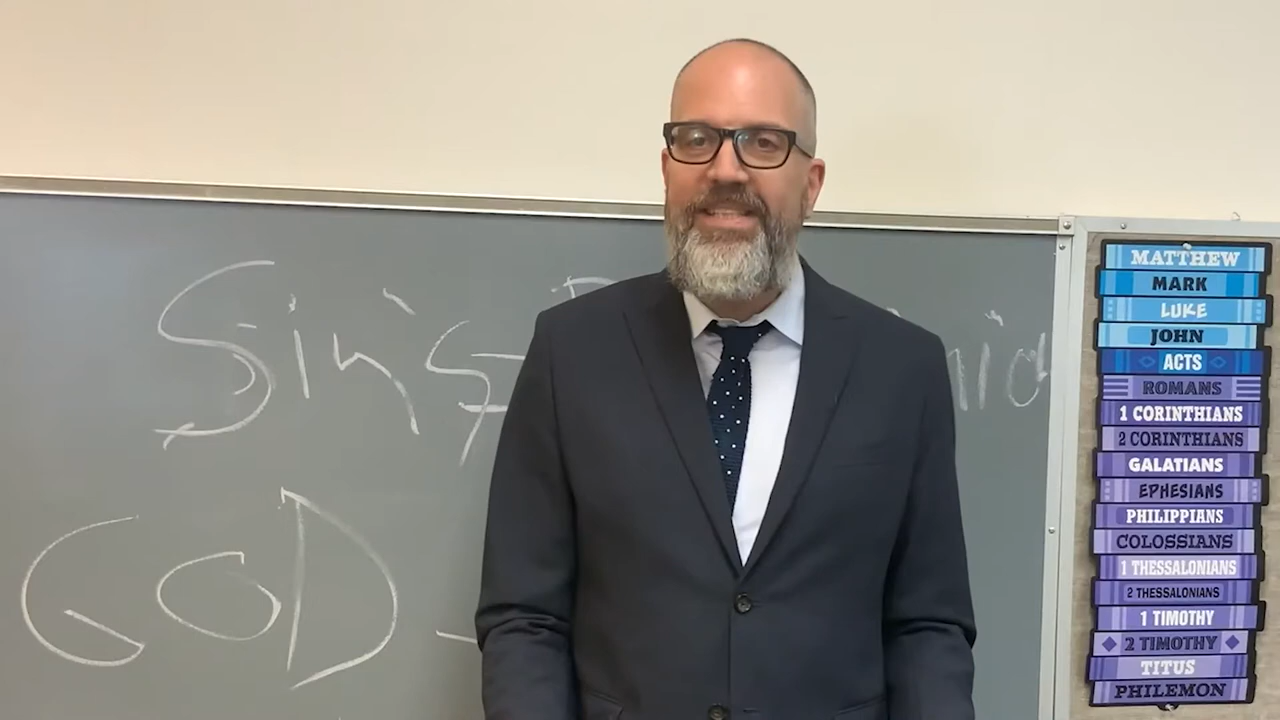 Sing
GOD
MATTHEW
MARK
LUKE
JOHN
ACTS
ROMANS
1 CORINTHIANS
2 CORINTHIANS
GALATIANS
EPHESIANS
PHILIPPIANS
COLOSSIANS
1 THESSALONIANS
2 THESSALONIANS
1 TIMOTHY
2 TIMOTHY
TITUS
PHILEMON